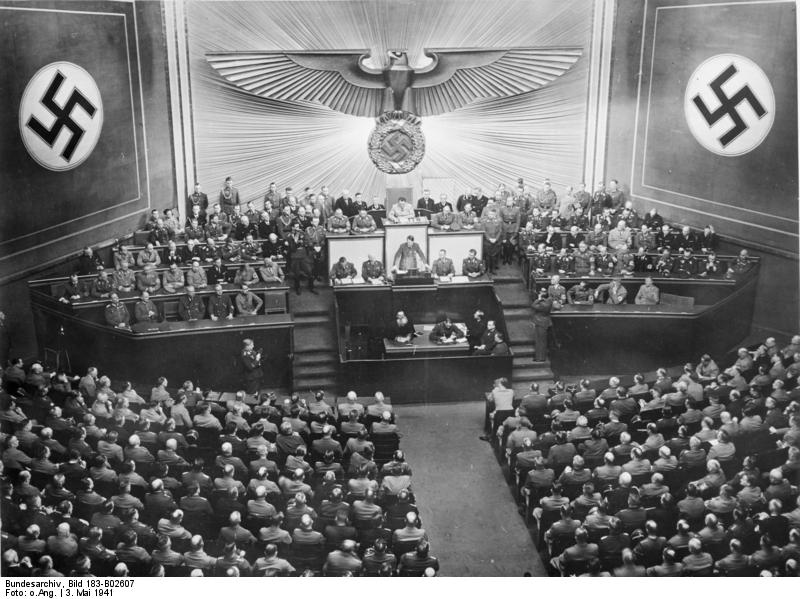 Bundesarchiv, Bild 183-B02607
Foto: o.Ang. | 3. Mai 1941